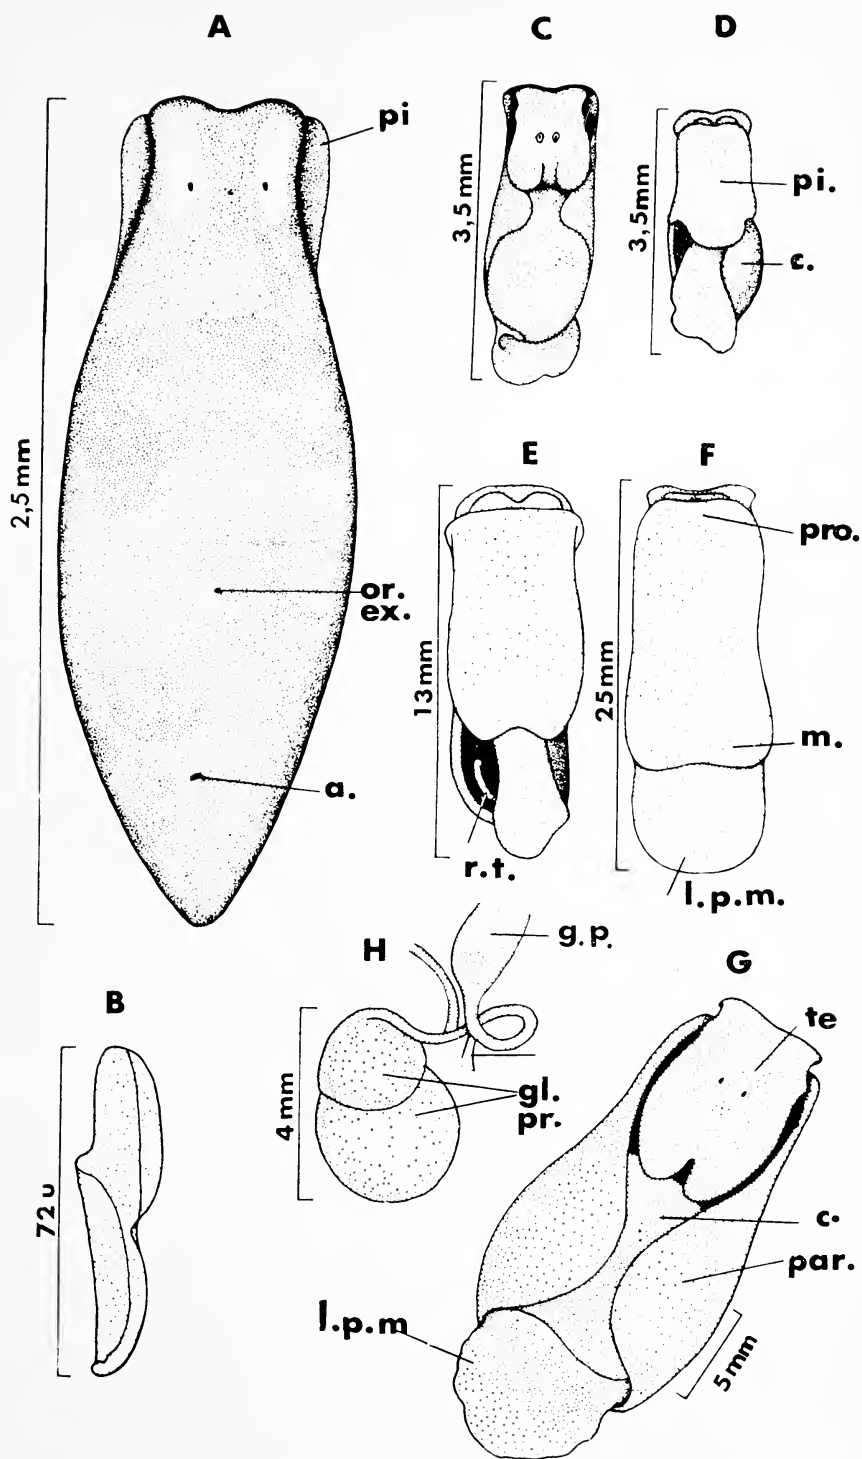 A
C
D
pi
3,5 mm
3,5mm
pi.
c.
2,5 mm
E
F
pro.
or.
ex.
13mm
25mm
m.
a.
r.t.
l.p.m.
g.p.
H
G
B
te
4mm
gl.
pr.
72u
c.
par.
l.p.m
5mm